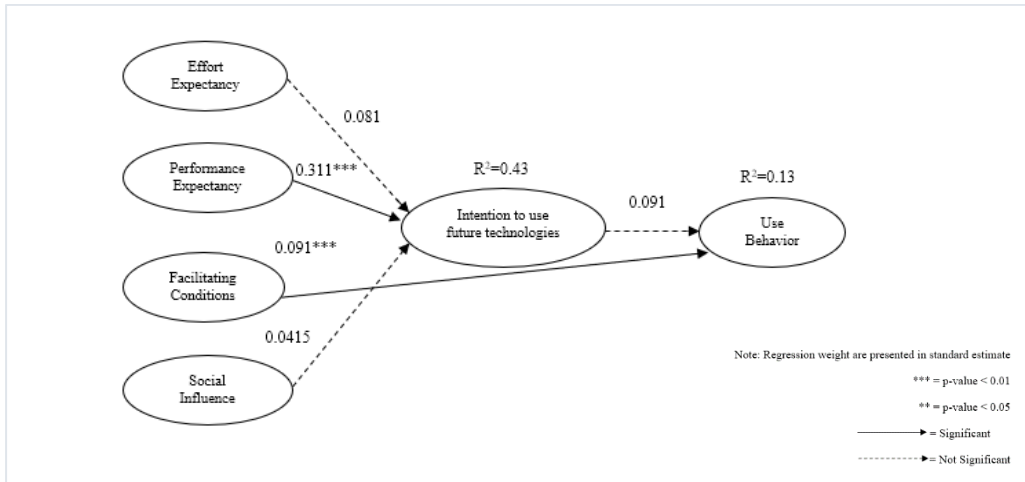 Effort
Expectancy
0.081
Performance
Expectancy
0.311***
R²=0.43
R²=0.13
Intention to use
future technologies
0.091
Use
Behavior
0.091***
Facilitating
Conditions
0.0415
Social
Influence
Note: Regression weight are presented in standard estimate
*** = p-value < 0.01
** = p-value < 0.05
= Significant
= Not Significant